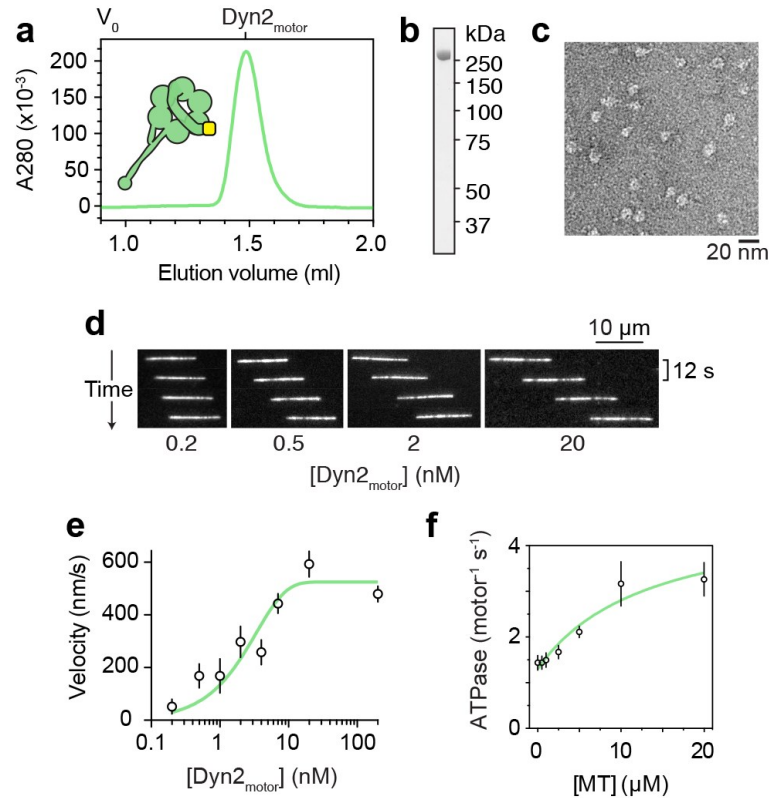 a
V₀
Dyn2motor
A280 (x10⁻³)
200
150
100
50
0
1.0
1.5
2.0
Elution volume (ml)
b
kDa
250
150
100
75
50
37
c
20 nm
d
10 µm
Time
12 s
0.2
0.5
2
20
[Dyn2motor] (nM)
e
Velocity (nm/s)
600
400
200
0
0.1
1
10
100
[Dyn2motor] (nM)
f
ATPase (motor⁻¹ s⁻¹)
4
2
0
0
10
20
[MT] (µM)